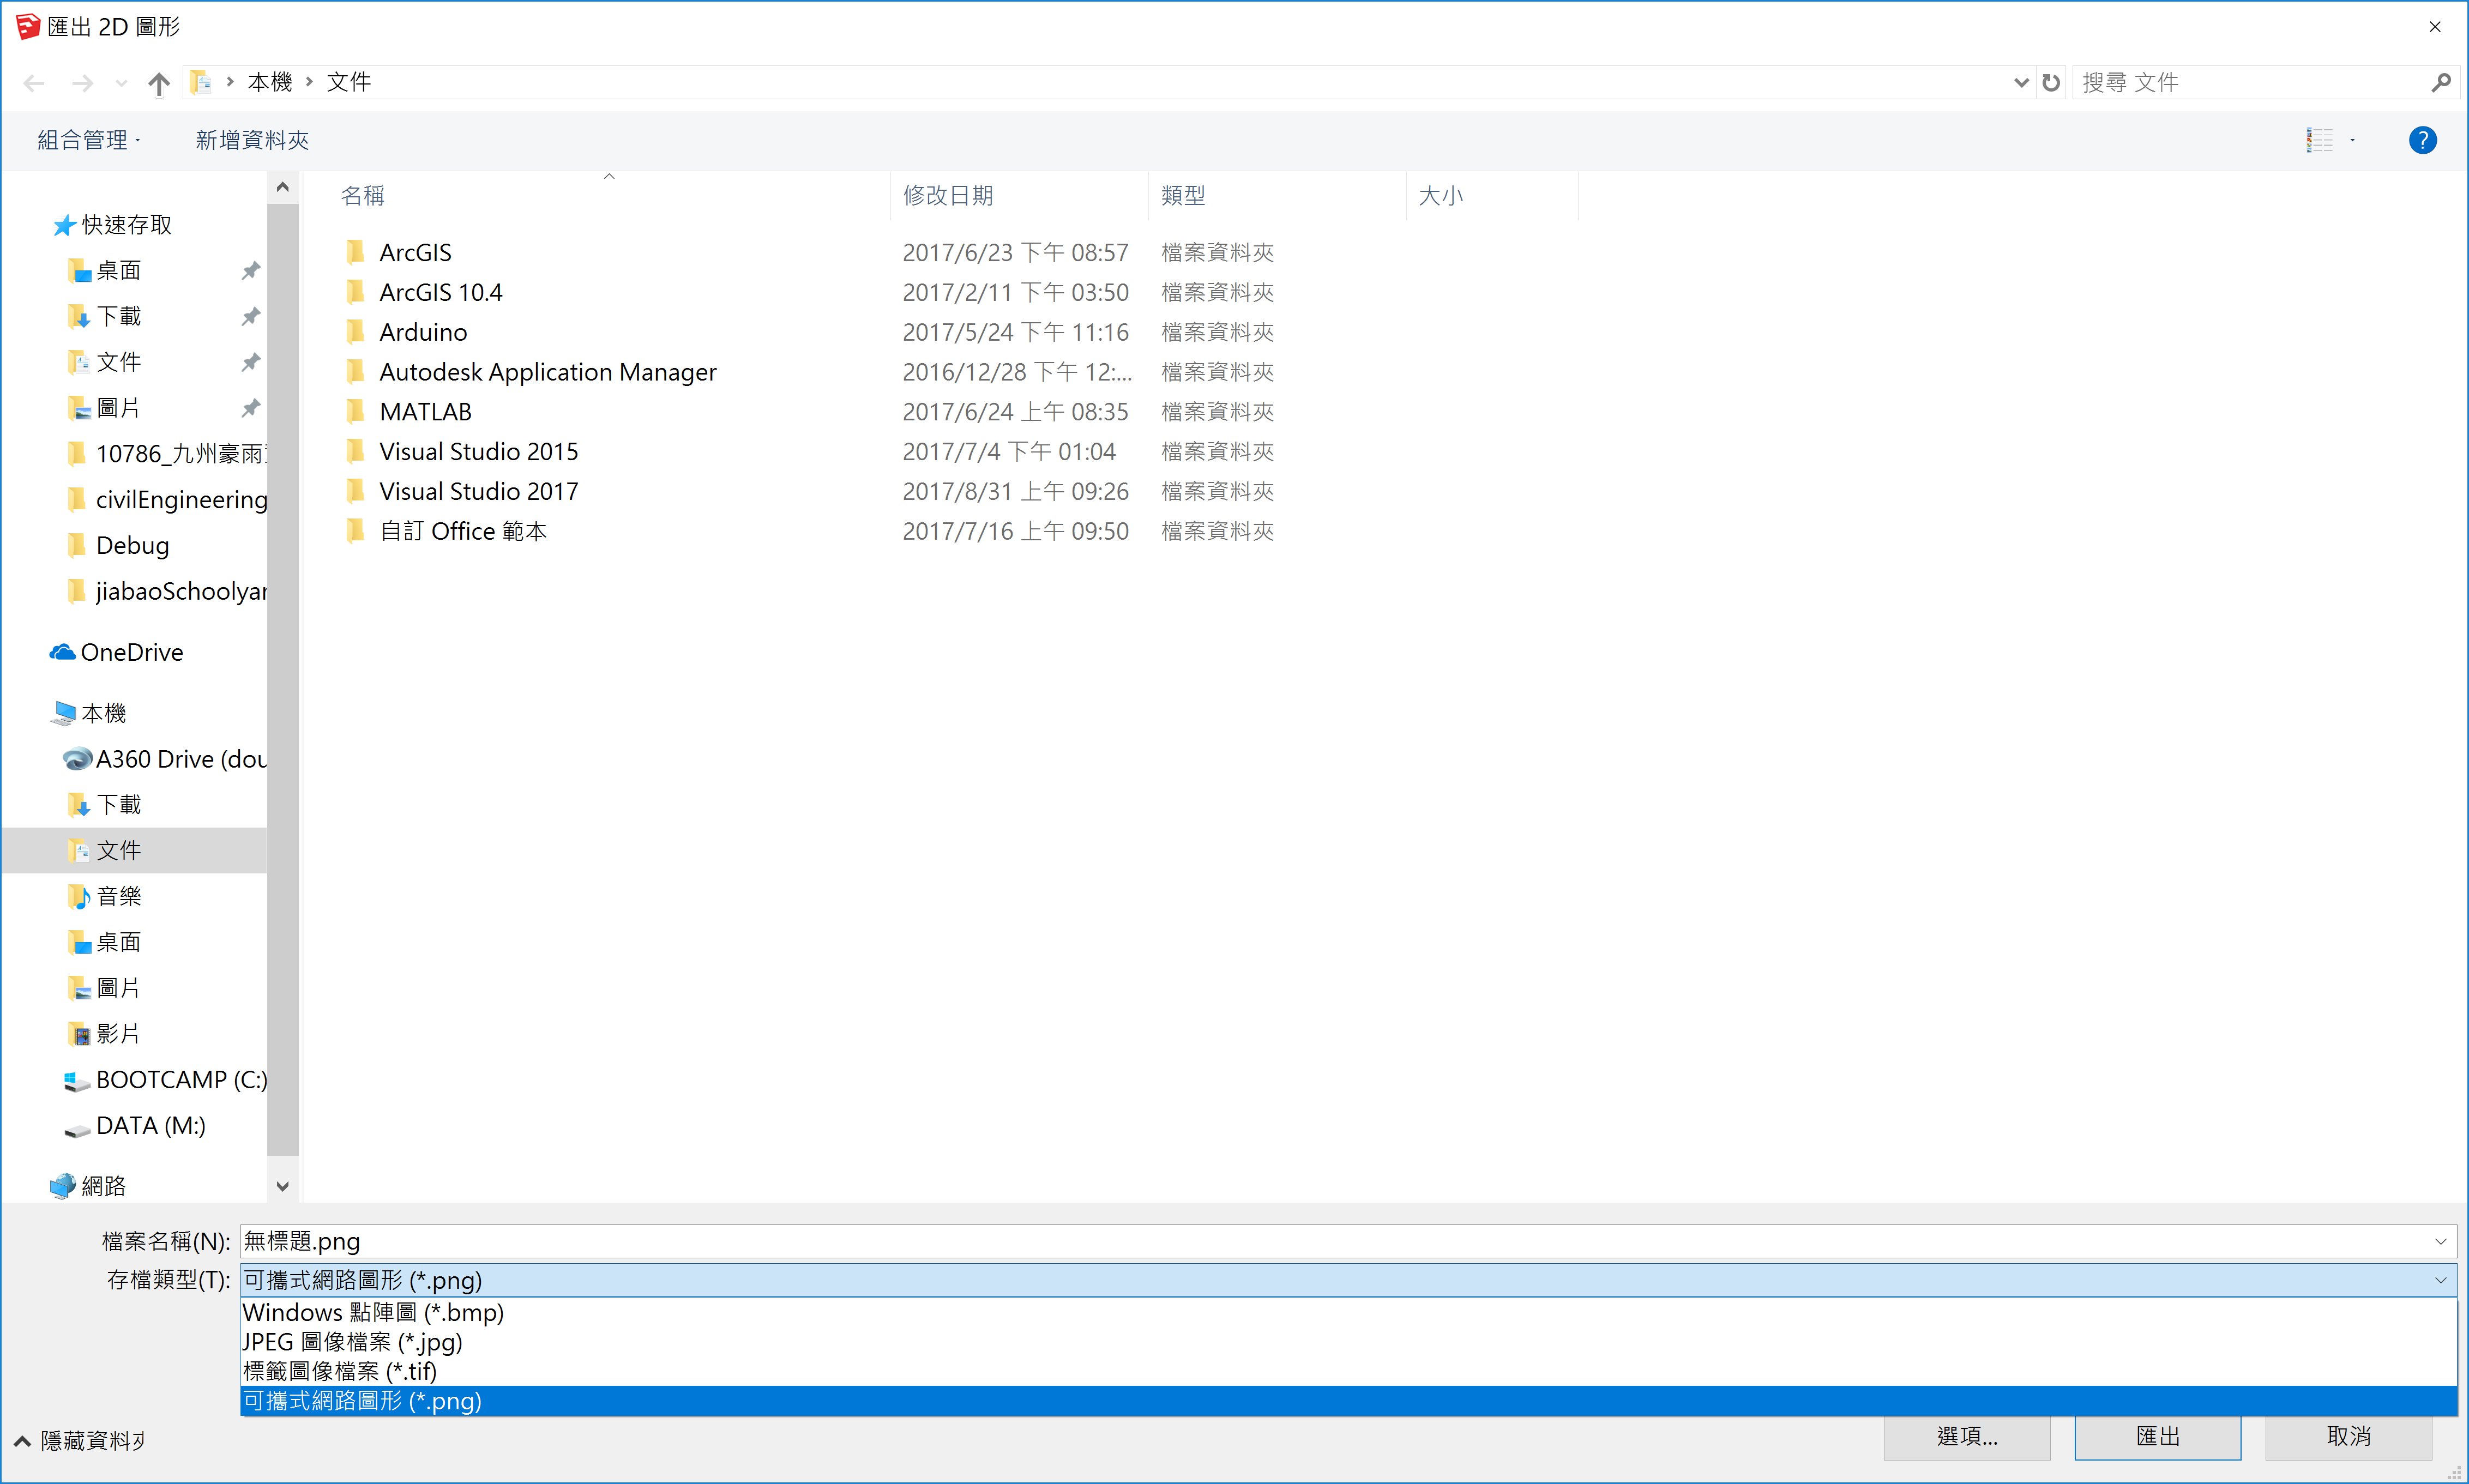 匯出 2D 圖形
本機 文件
搜尋 文件
組合管理 新增資料夾
?
名稱 修改日期 類型 大小
快速存取
桌面
下載
文件
圖片
10786_九州豪雨
civilEngineering
Debug
jiabaoSchoolyar
OneDrive
本機
A360 Drive (dou
下載
文件
音樂
桌面
圖片
影片
BOOTCAMP (C:)
DATA (M:)
網路
ArcGIS 2017/6/23 下午 08:57 檔案資料夾
ArcGIS 10.4 2017/2/11 下午 03:50 檔案資料夾
Arduino 2017/5/24 下午 11:16 檔案資料夾
Autodesk Application Manager 2016/12/28 下午 12:... 檔案資料夾
MATLAB 2017/6/24 上午 08:35 檔案資料夾
Visual Studio 2015 2017/7/4 下午 01:04 檔案資料夾
Visual Studio 2017 2017/8/31 上午 09:26 檔案資料夾
自訂 Office 範本 2017/7/16 上午 09:50 檔案資料夾
檔案名稱(N): 無標題.png
存檔類型(T): 可攜式網路圖形 (*.png)
Windows 點陣圖 (*.bmp)
JPEG 圖像檔案 (*.jpg)
標籤圖像檔案 (*.tif)
可攜式網路圖形 (*.png)
隱藏資料
選項... 匯出 取消